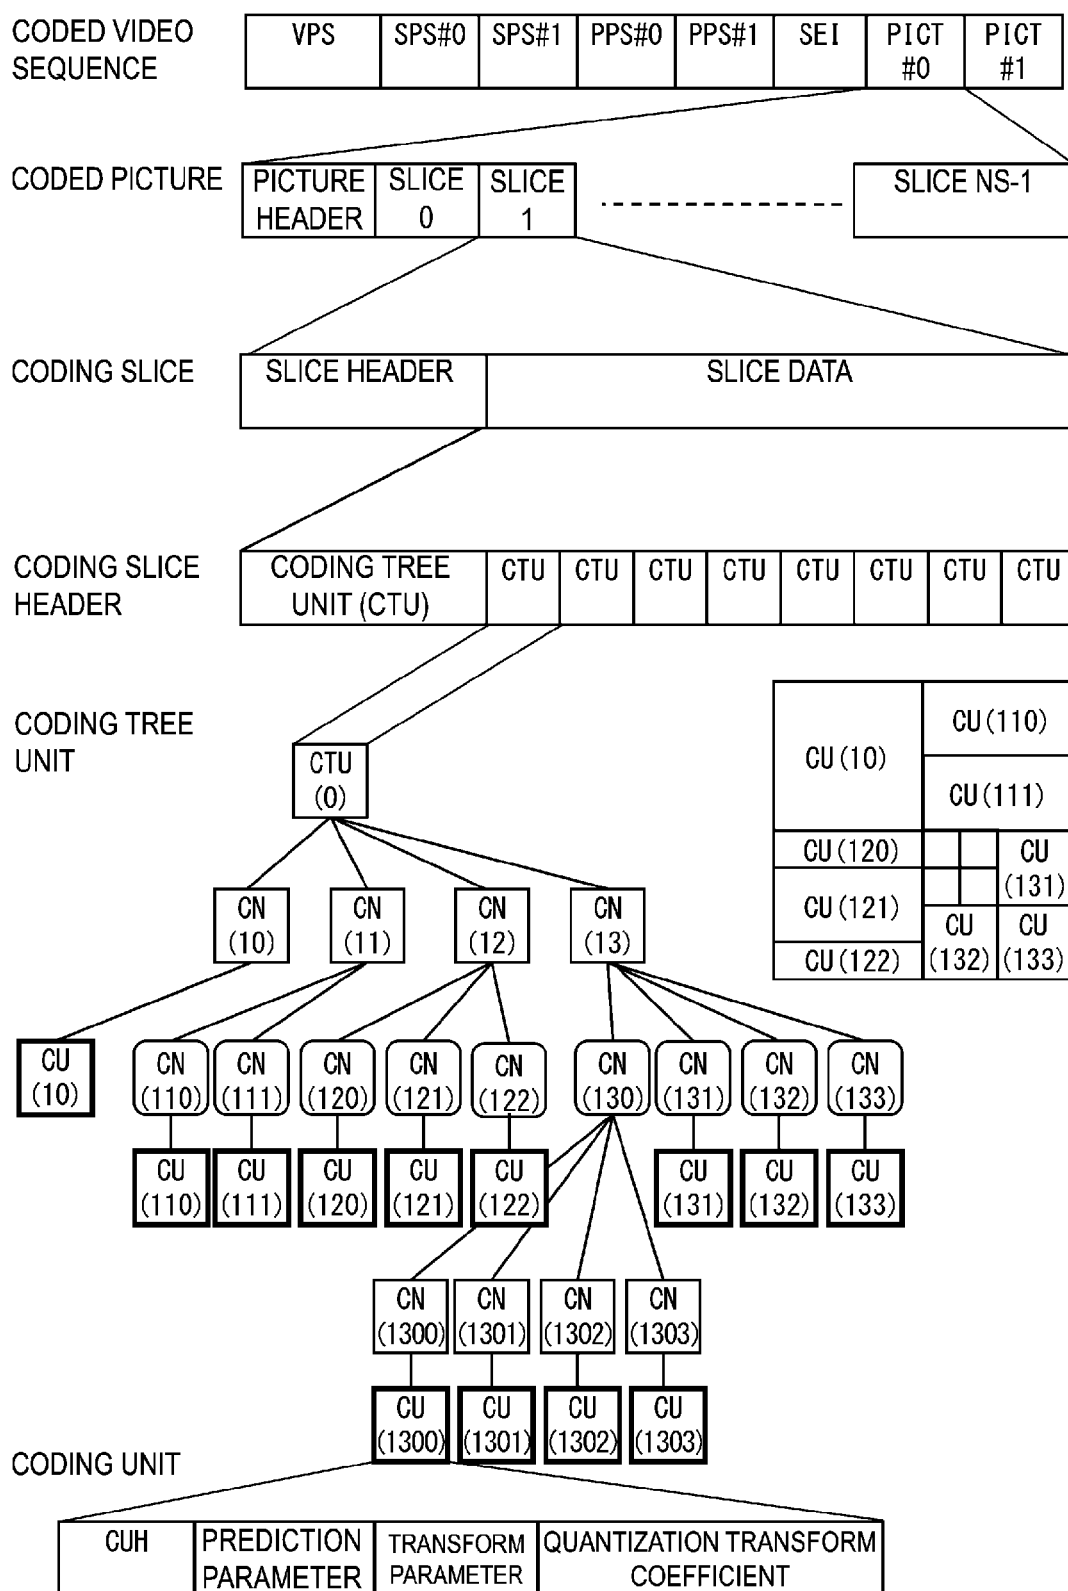 CODED VIDEO
SEQUENCE
VPS SPS#0 SPS#1 PPS#0 PPS#1 SEI PICT PICT
#0 #1
CODED PICTURE PICTURE SLICE SLICE SLICE NS-1
HEADER 0 1
CODING SLICE SLICE HEADER SLICE DATA
CODING SLICE CODING TREE CTU CTU CTU CTU CTU CTU CTU CTU
HEADER UNIT (CTU)
CODING TREE
UNIT
CTU
(0)
CU(10) CU(110)
CU(111)
CU(120) CU
(131)
CU(121) CU CU
CU(122) (132) (133)
CN CN CN CN
(10) (11) (12) (13)
CU CN CN CN CN CN CN CN CN CN
(10) (110) (111) (120) (121) (122) (130) (131) (132) (133)
CU CU CU CU CU CU CU CU
(110) (111) (120) (121) (122) (131) (132) (133)
CN CN CN CN
(1300) (1301) (1302) (1303)
CU CU CU CU
(1300) (1301) (1302) (1303)
CODING UNIT
CUH PREDICTION TRANSFORM QUANTIZATION TRANSFORM
PARAMETER PARAMETER COEFFICIENT